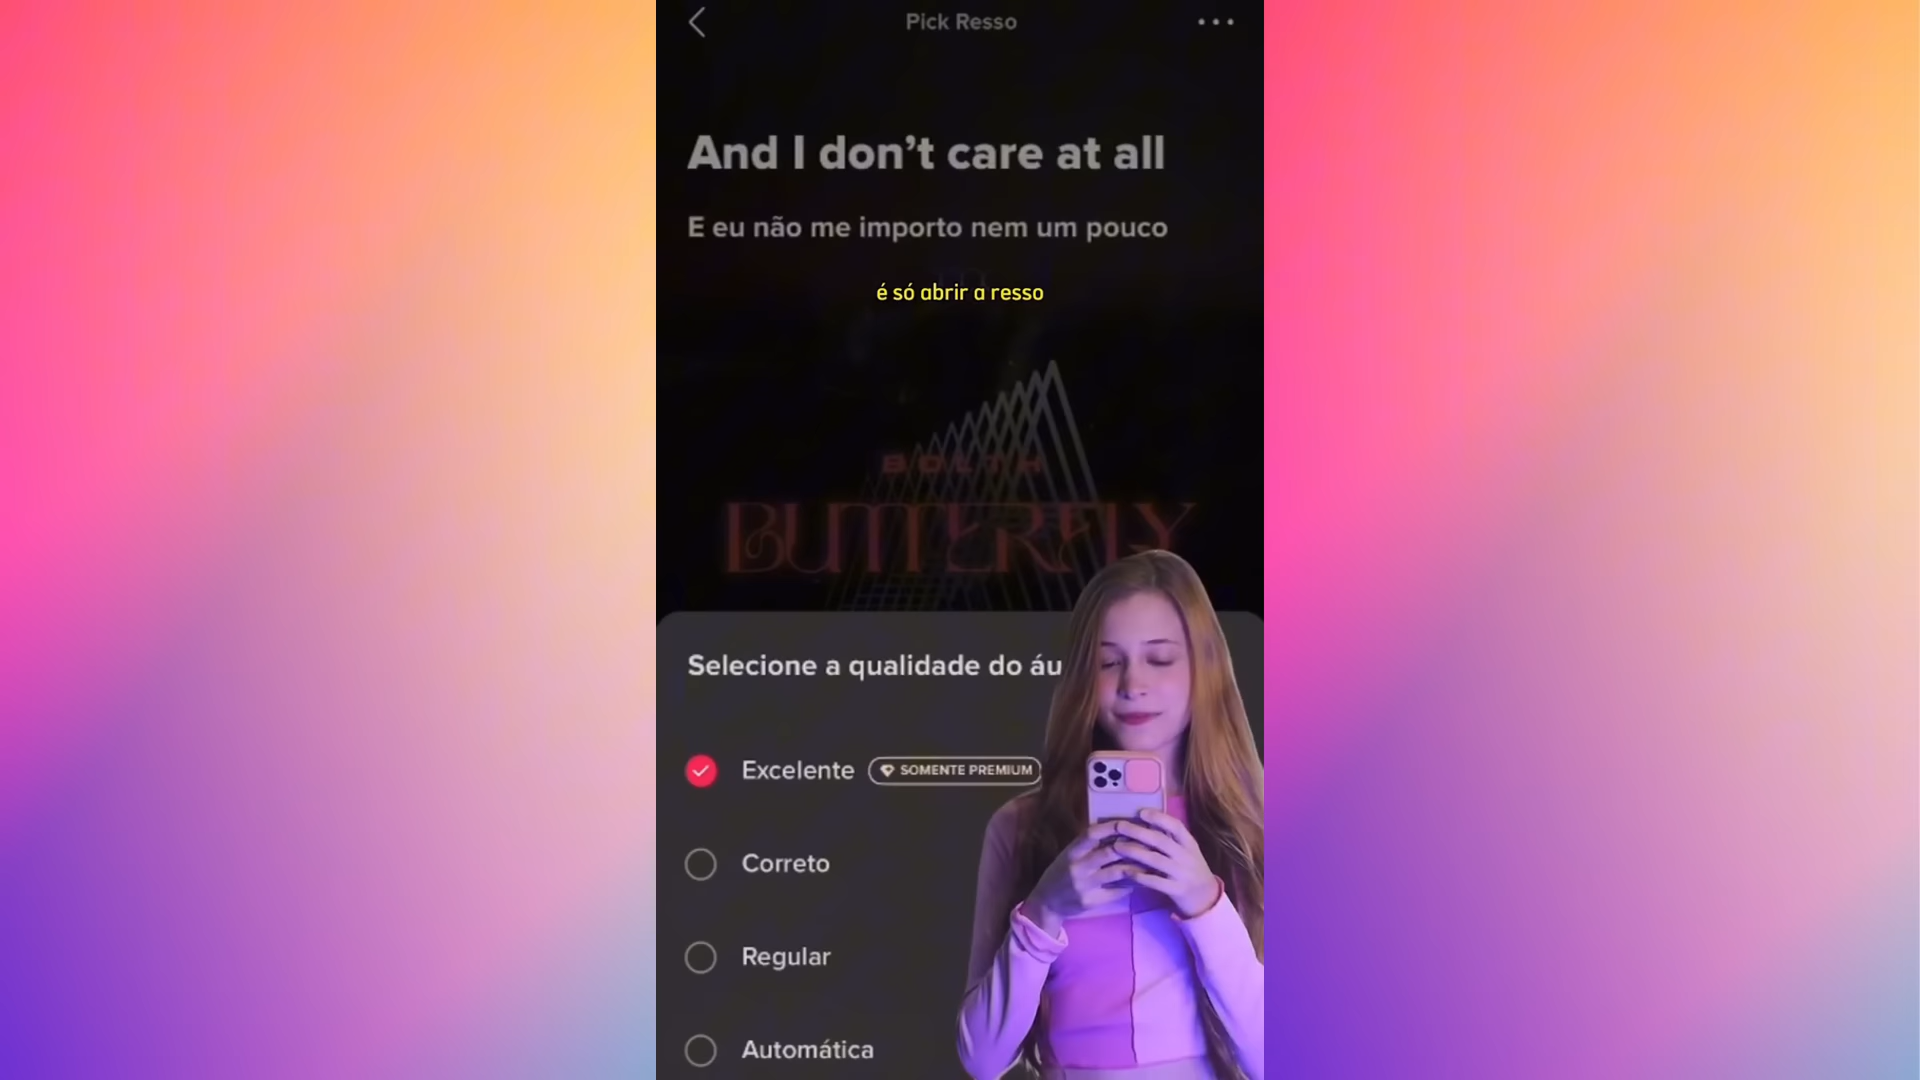 Pick Resso
And I don't care at all
E eu não me importo nem um pouco
é só abrir a resso
BOLTH
BUTTERFLY
Selecione a qualidade do áu
Excelente SOMENTE PREMIUM
Correto
Regular
Automática